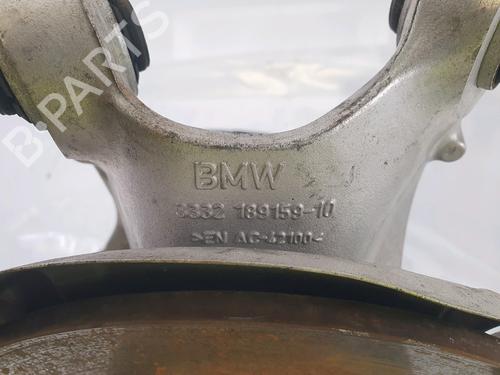 B-PARTS
BMW
3332 189159-10
>EN AC-42100<